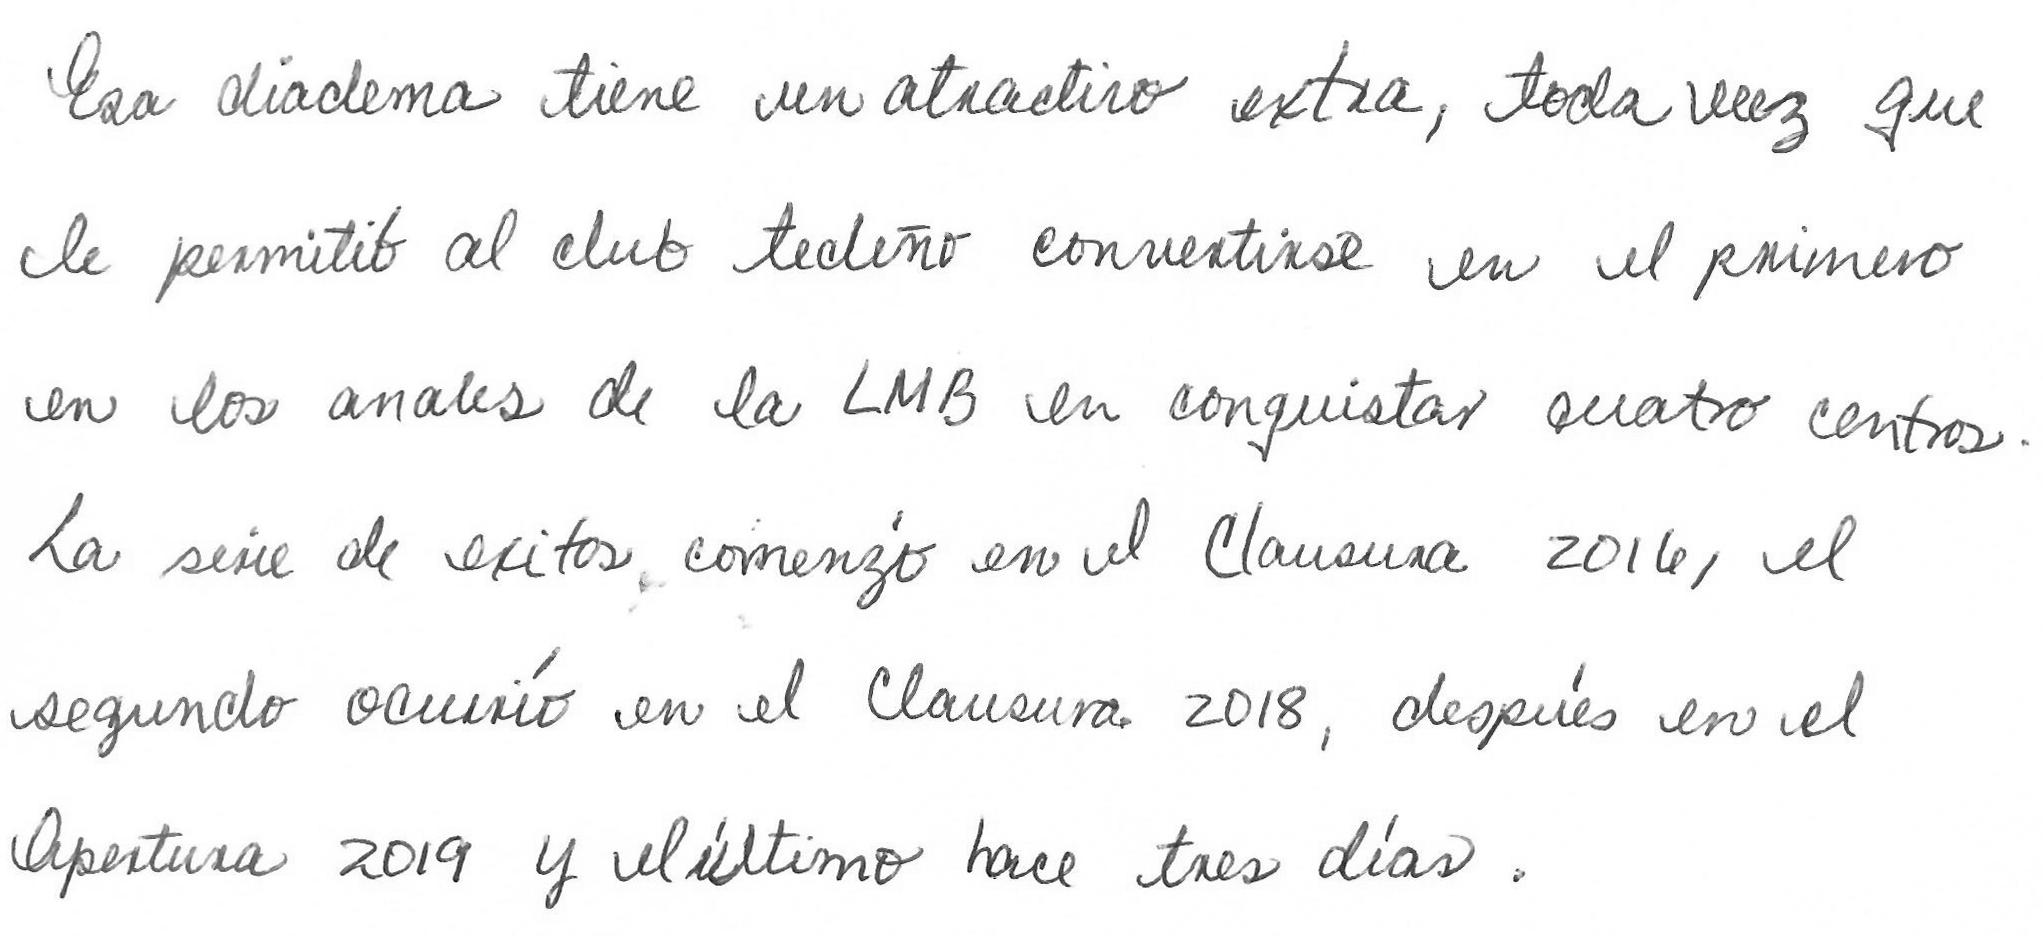 Esa diadema tiene un atractivo extra, toda vez que
le permitió al club tecleño convertirse en el primero
en los anales de la LMB en conquistar cuatro centros.
La serie de exitos, comenzó en el Clausura 2016, el
segundo ocurrió en el Clausura 2018, después en el
Apertura 2019 y el último hace tres días.